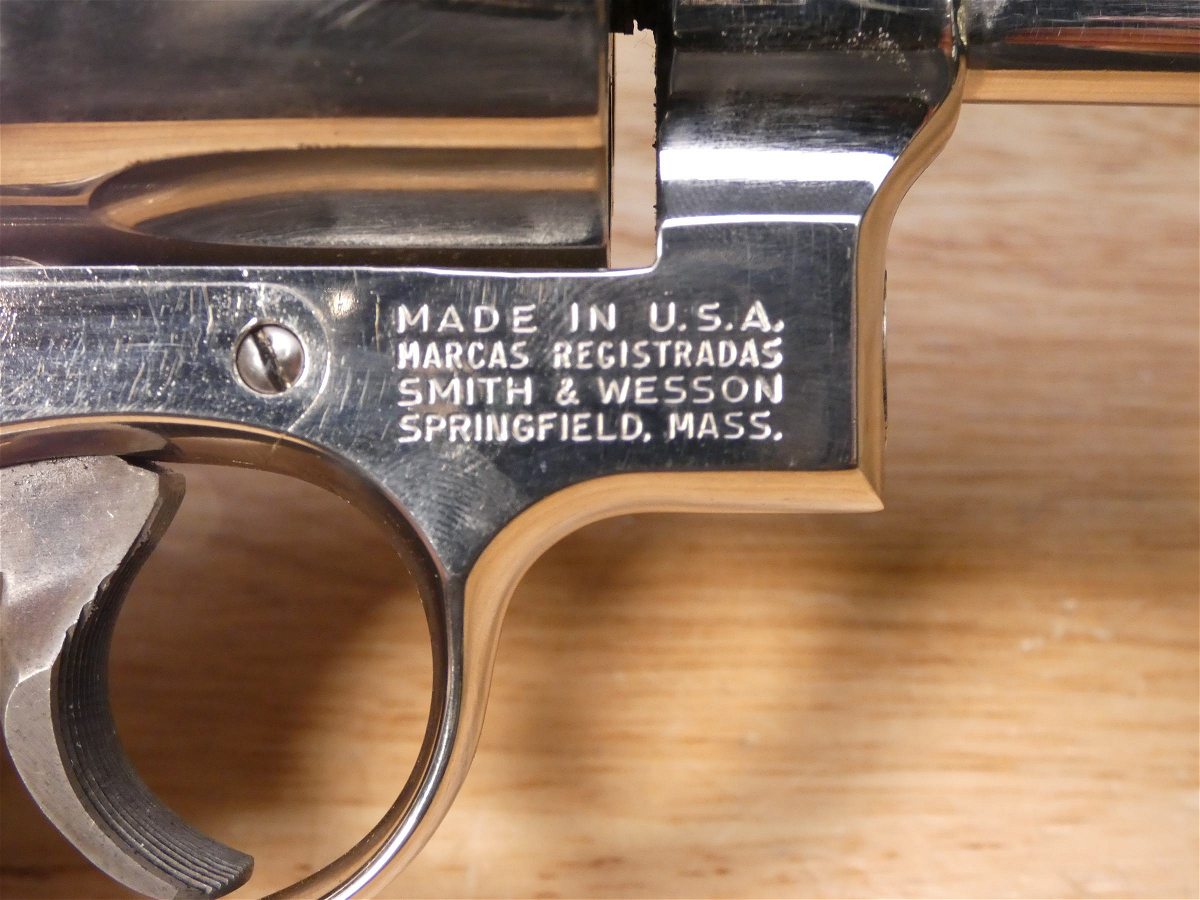 MADE IN U.S.A.
MARCAS REGISTRADAS
SMITH & WESSON
SPRINGFIELD, MASS.